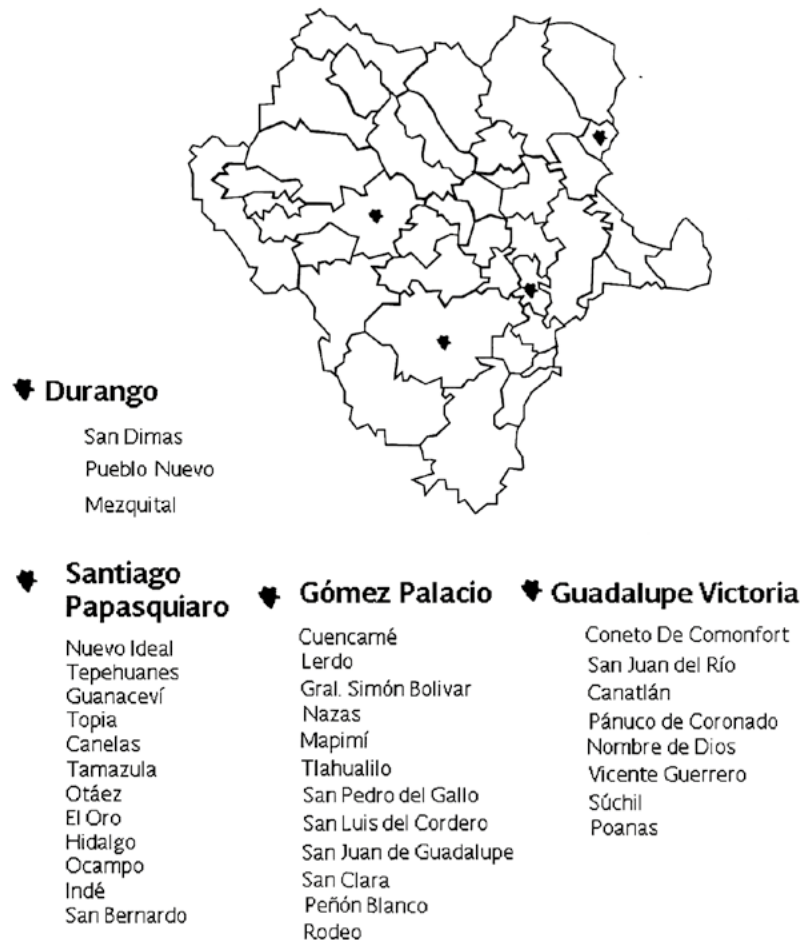 Durango
San Dimas
Pueblo Nuevo
Mezquital
Santiago
Papasquiaro
Nuevo Ideal
Tepehuanes
Guanaceví
Topia
Canelas
Tamazula
Otáez
El Oro
Hidalgo
Ocampo
Indé
San Bernardo
Gómez Palacio
Cuencamé
Lerdo
Gral. Simón Bolivar
Nazas
Mapimí
Tlahualilo
San Pedro del Gallo
San Luis del Cordero
San Juan de Guadalupe
San Clara
Peñón Blanco
Rodeo
Guadalupe Victoria
Coneto De Comonfort
San Juan del Río
Canatlán
Pánuco de Coronado
Nombre de Dios
Vicente Guerrero
Súchil
Poanas